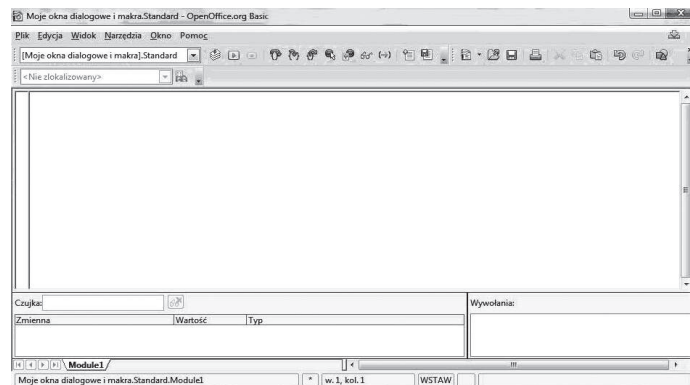 Moje okna dialogowe i makra.Standard - OpenOffice.org Basic
Plik Edycja Widok Narzędzia Okno Pomoc
[Moje okna dialogowe i makra].Standard
<Nie zlokalizowany>
Czujka: Wywołania:
Zmienna Wartość Typ
Module1
Moje okna dialogowe i makra.Standard.Module1 * w. 1, kol. 1 WSTAW